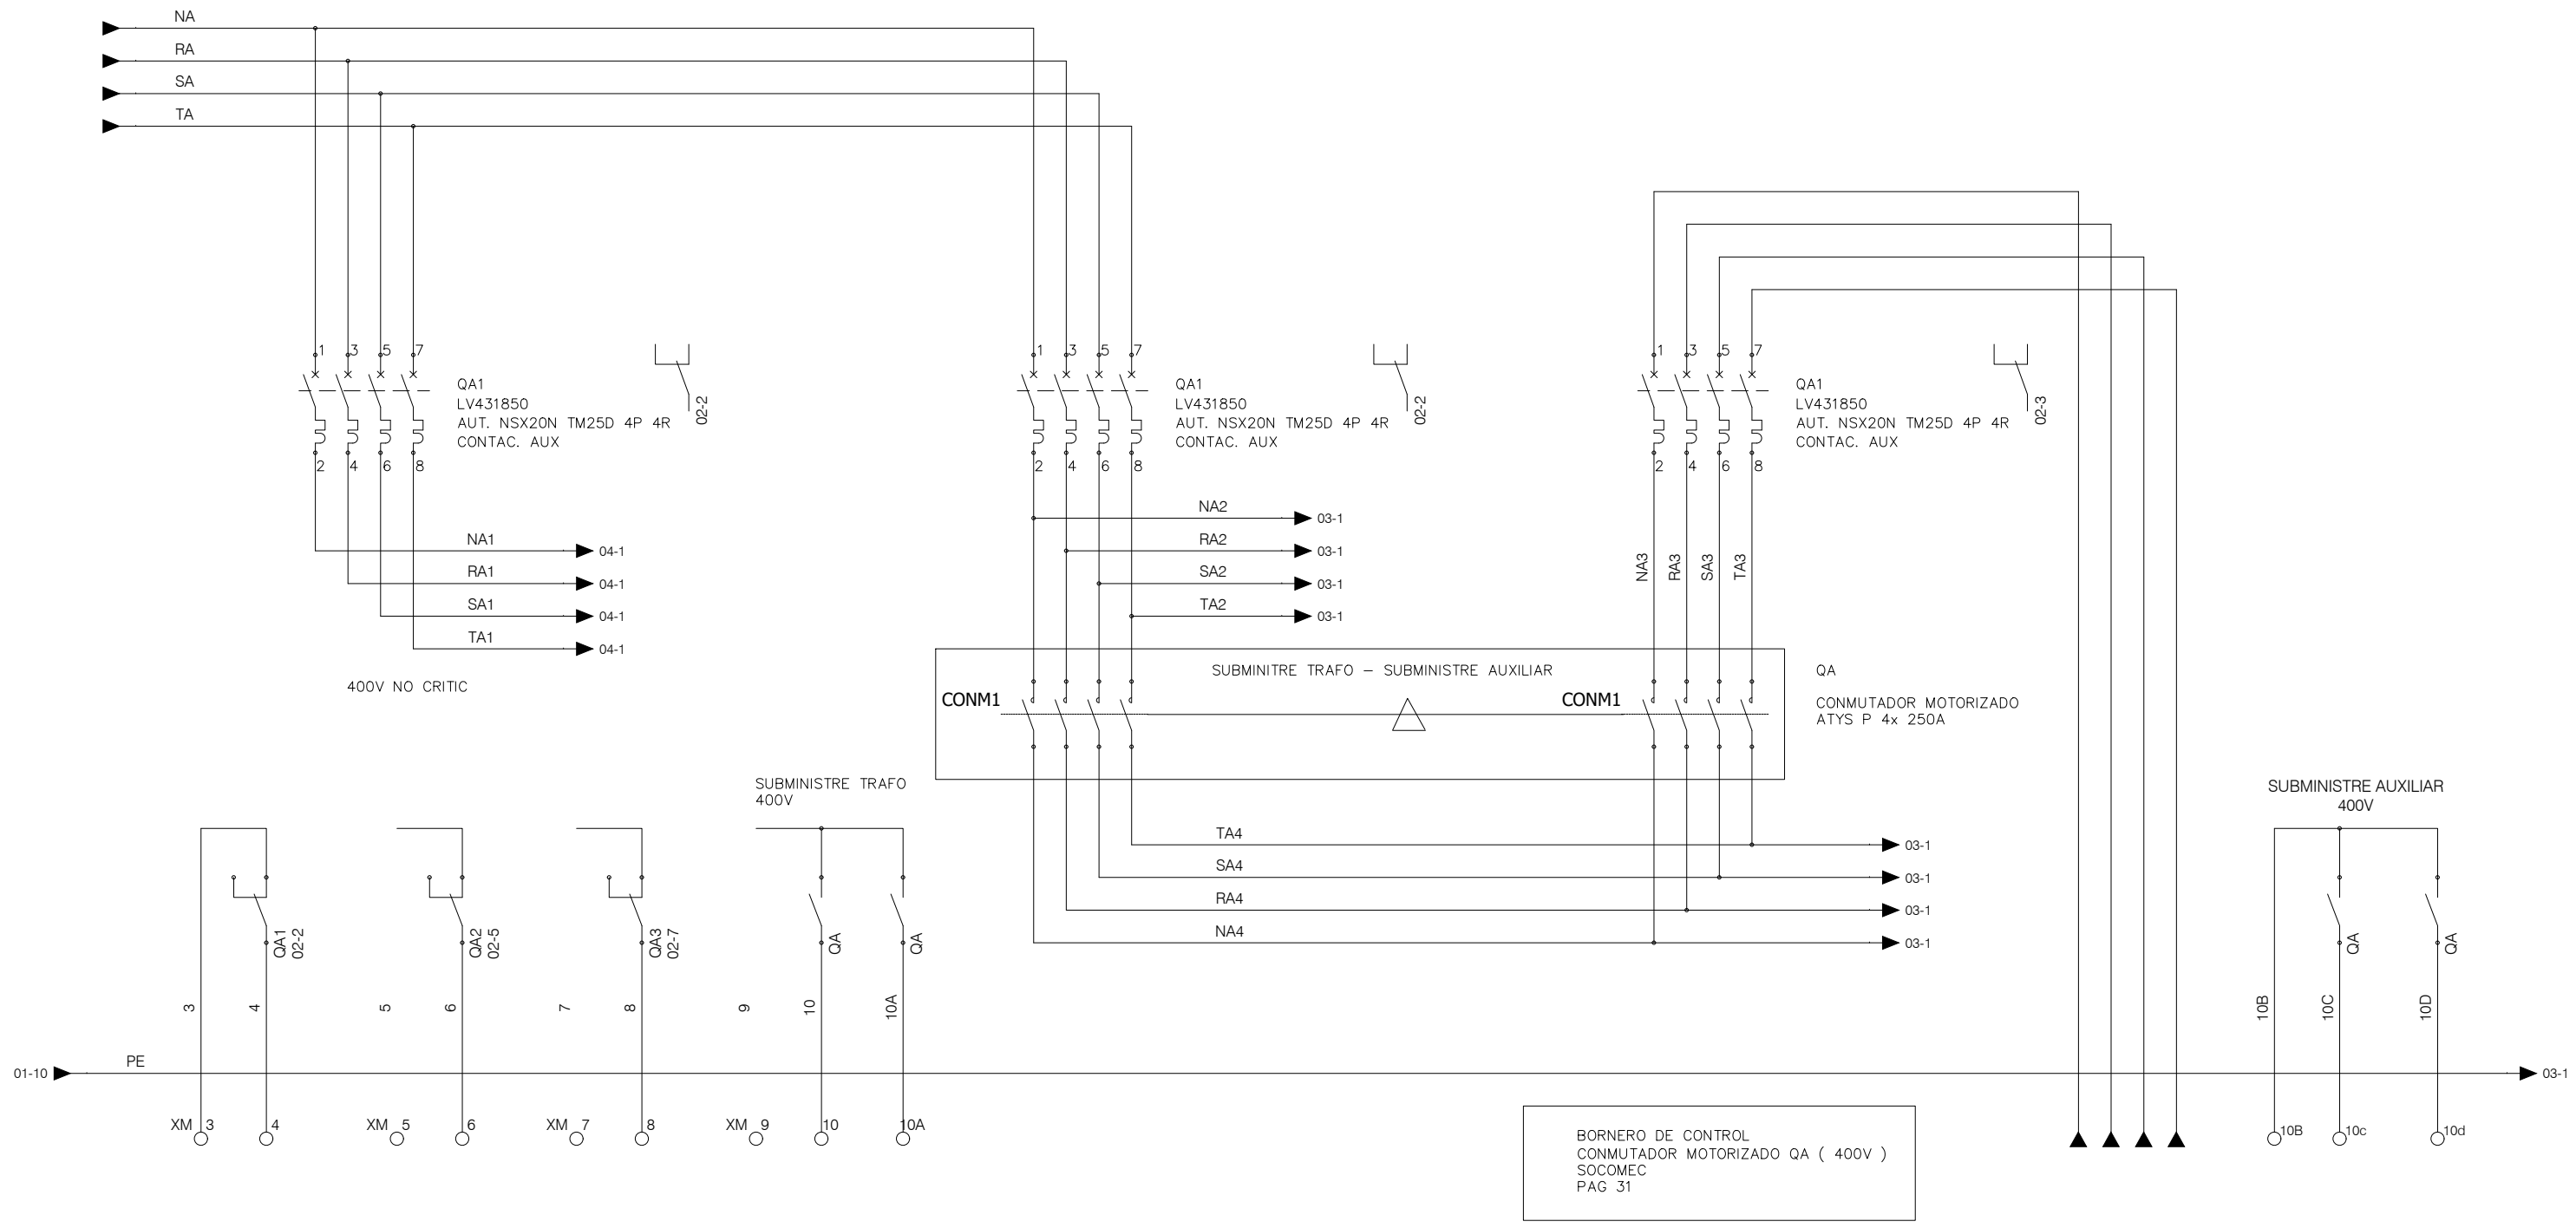 NA
RA
SA
TA
1 3 5 7
QA1
LV431850
AUT. NSX20N TM25D 4P 4R
CONTAC. AUX
2 4 6 8
02-2
1 3 5 7
QA1
LV431850
AUT. NSX20N TM25D 4P 4R
CONTAC. AUX
2 4 6 8
02-2
1 3 5 7
QA1
LV431850
AUT. NSX20N TM25D 4P 4R
CONTAC. AUX
2 4 6 8
02-3
NA1 04-1
RA1 04-1
SA1 04-1
TA1 04-1
400V NO CRITIC
NA2 03-1
RA2 03-1
SA2 03-1
TA2 03-1
NA3
RA3
SA3
TA3
SUBMINITRE TRAFO – SUBMINISTRE AUXILIAR
CONM1
CONM1
QA
CONMUTADOR MOTORIZADO
ATYS P 4x 250A
TA4 03-1
SA4 03-1
RA4 03-1
NA4 03-1
SUBMINISTRE TRAFO
400V
SUBMINISTRE AUXILIAR
400V
QA1
02-2
QA2
02-5
QA3
02-7
QA
QA
QA
QA
3
4
5
6
7
8
9
10
10A
10B
10C
10D
01-10 PE 03-1
XM 3 4
XM 5 6
XM 7 8
XM 9 10 10A
10B 10c 10d
BORNERO DE CONTROL
CONMUTADOR MOTORIZADO QA ( 400V )
SOCOMEC
PAG 31